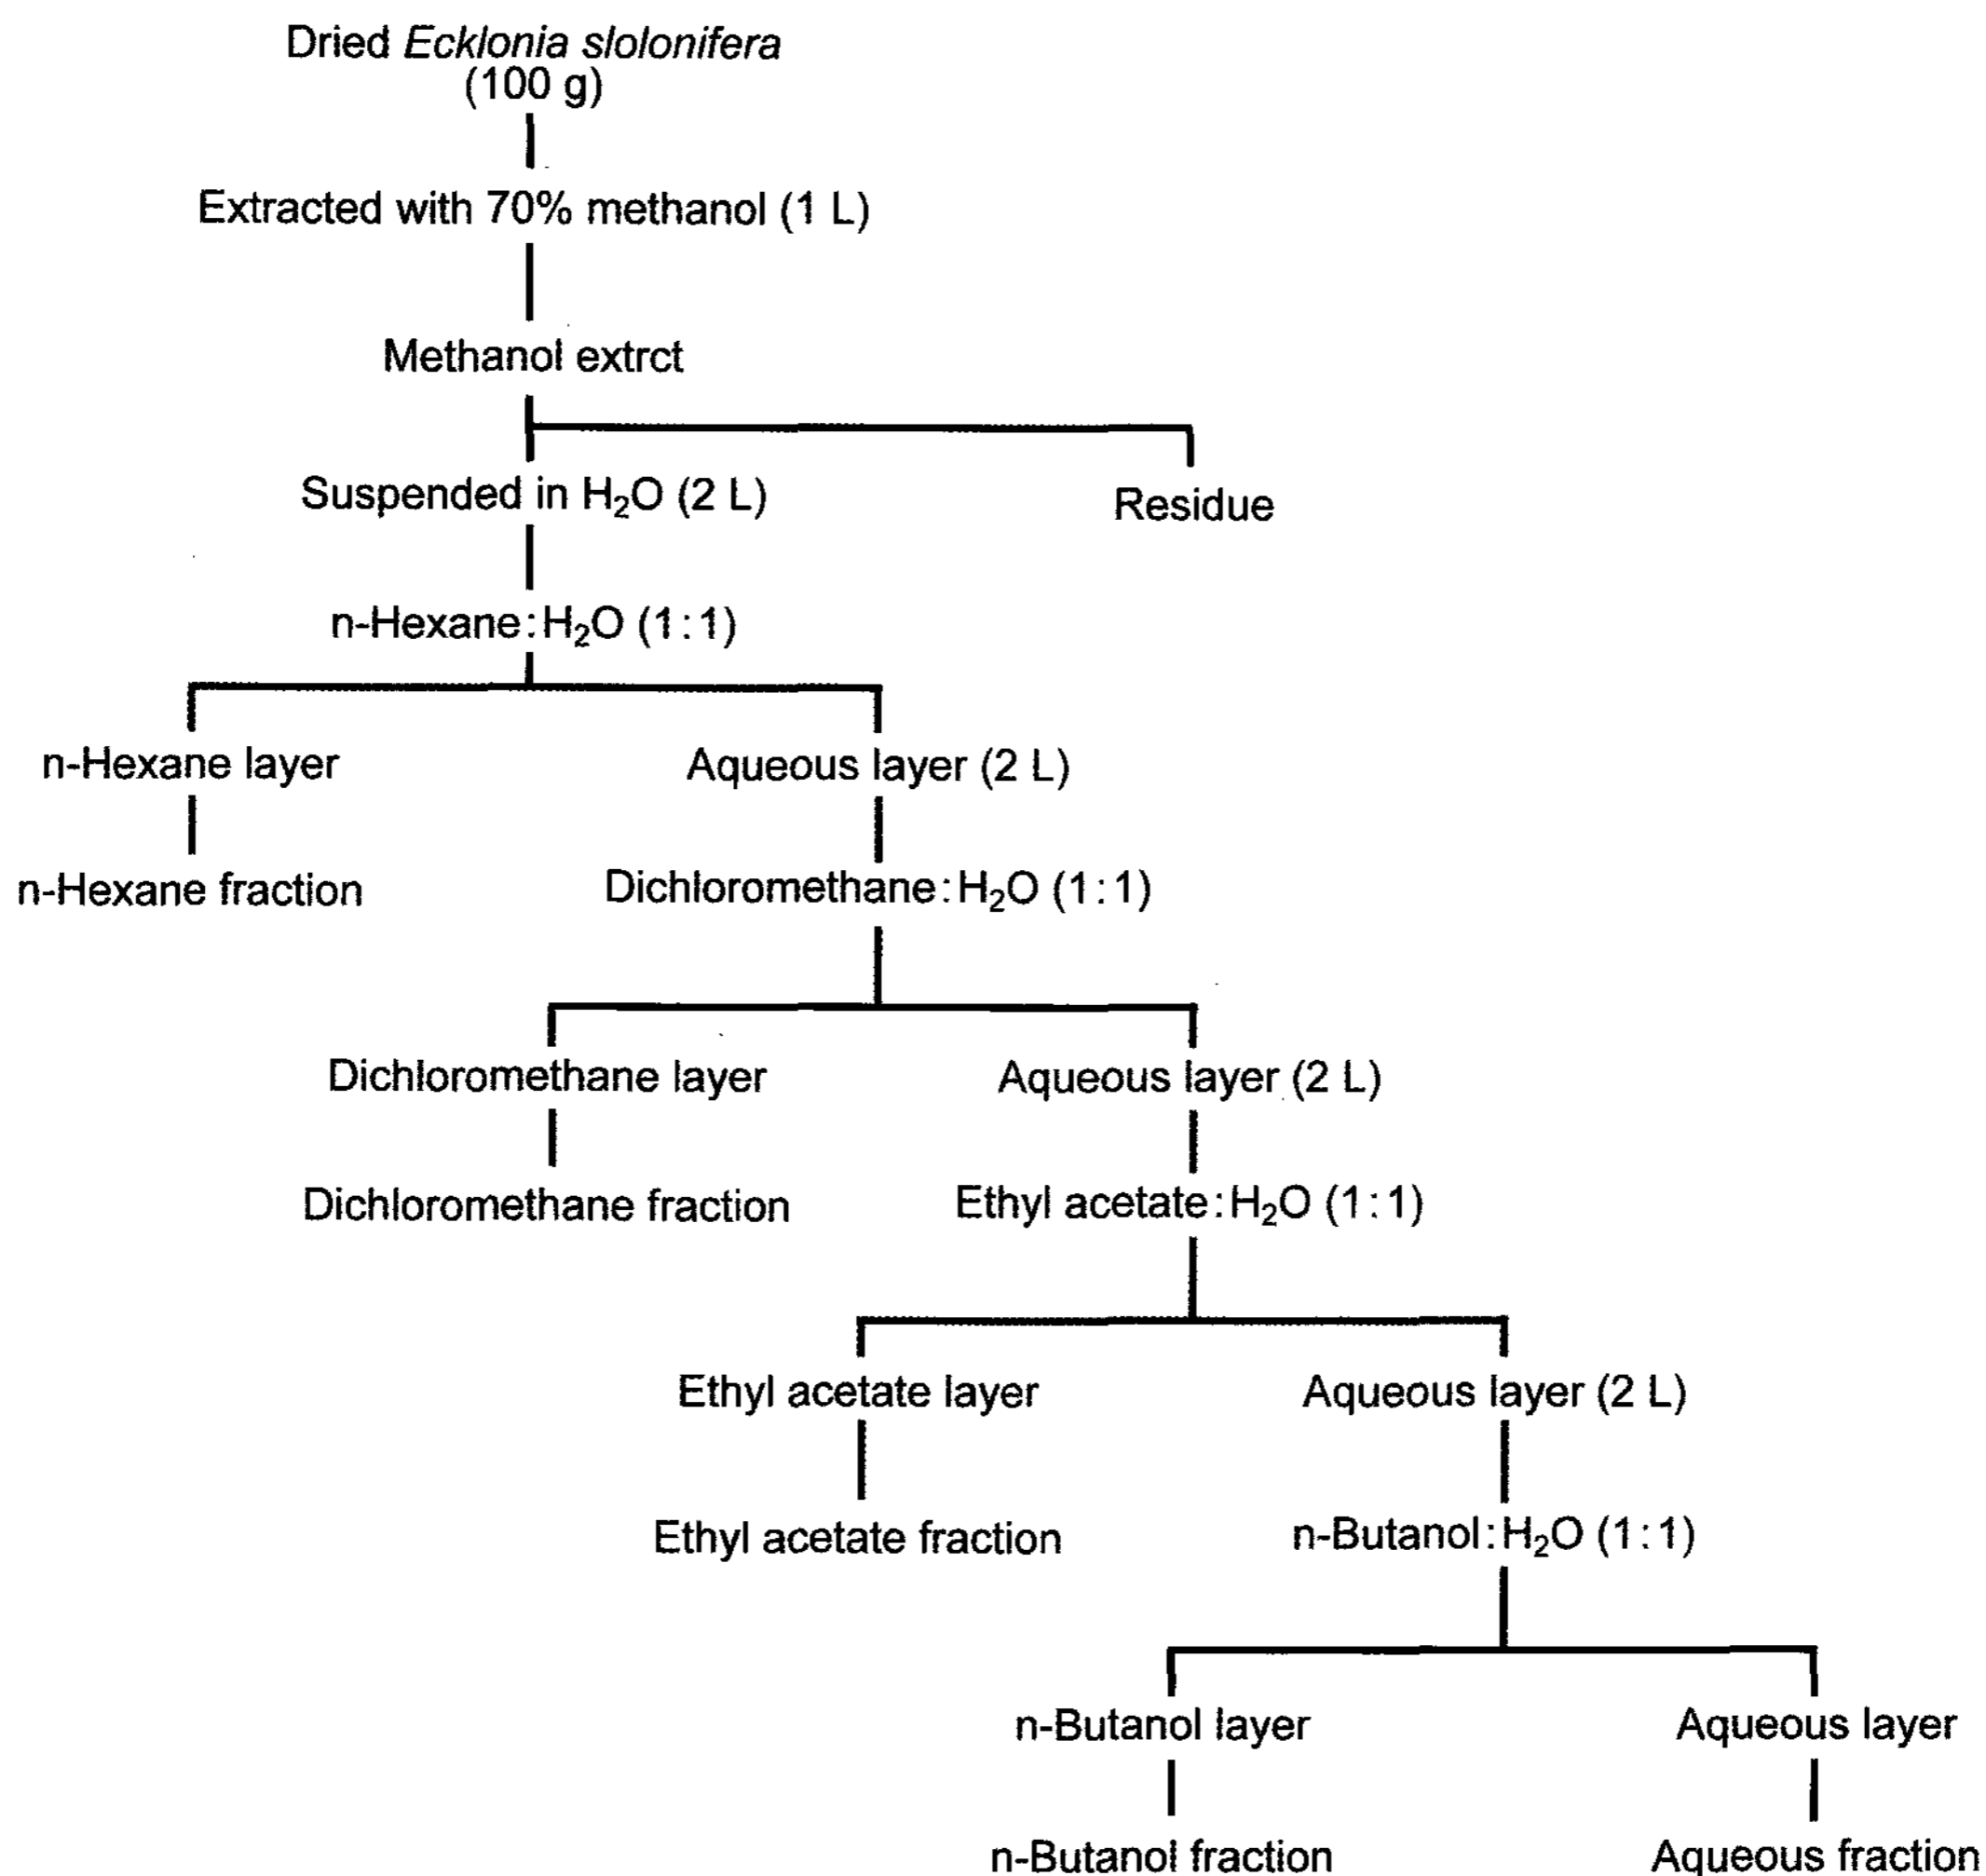 Dried Ecklonia slolonifera
(100 g)
Extracted with 70% methanol (1 L)
Methanol extrct
Suspended in H₂O (2 L)
Residue
n-Hexane:H₂O (1:1)
n-Hexane layer
Aqueous layer (2 L)
n-Hexane fraction
Dichloromethane:H₂O (1:1)
Dichloromethane layer
Aqueous layer (2 L)
Dichloromethane fraction
Ethyl acetate:H₂O (1:1)
Ethyl acetate layer
Aqueous layer (2 L)
Ethyl acetate fraction
n-Butanol:H₂O (1:1)
n-Butanol layer
Aqueous layer
n-Butanol fraction
Aqueous fraction